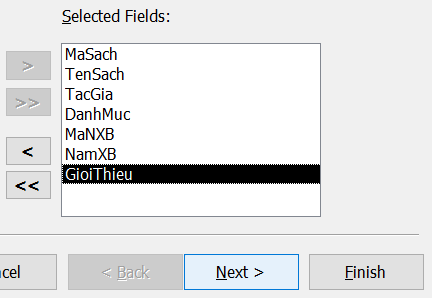 Selected Fields:
>
>>
<
<<
MaSach
TenSach
TacGia
DanhMuc
MaNXB
NamXB
GioiThieu
ncel
< Back
Next >
Finish